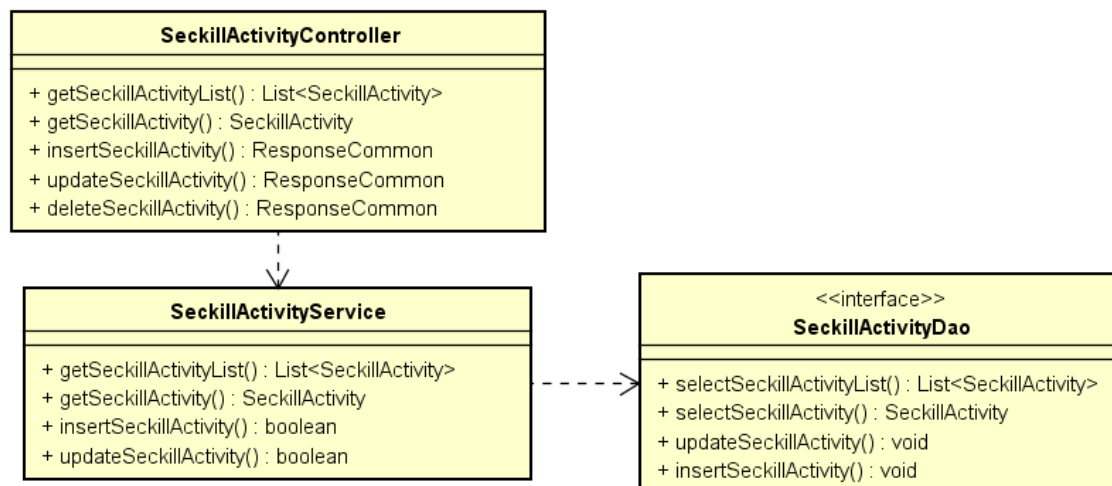 SeckillActivityController
+ getSeckillActivityList() : List<SeckillActivity>
+ getSeckillActivity() : SeckillActivity
+ insertSeckillActivity() : ResponseCommon
+ updateSeckillActivity() : ResponseCommon
+ deleteSeckillActivity() : ResponseCommon
SeckillActivityService
+ getSeckillActivityList() : List<SeckillActivity>
+ getSeckillActivity() : SeckillActivity
+ insertSeckillActivity() : boolean
+ updateSeckillActivity() : boolean
<<interface>>
SeckillActivityDao
+ selectSeckillActivityList() : List<SeckillActivity>
+ selectSeckillActivity() : SeckillActivity
+ updateSeckillActivity() : void
+ insertSeckillActivity() : void